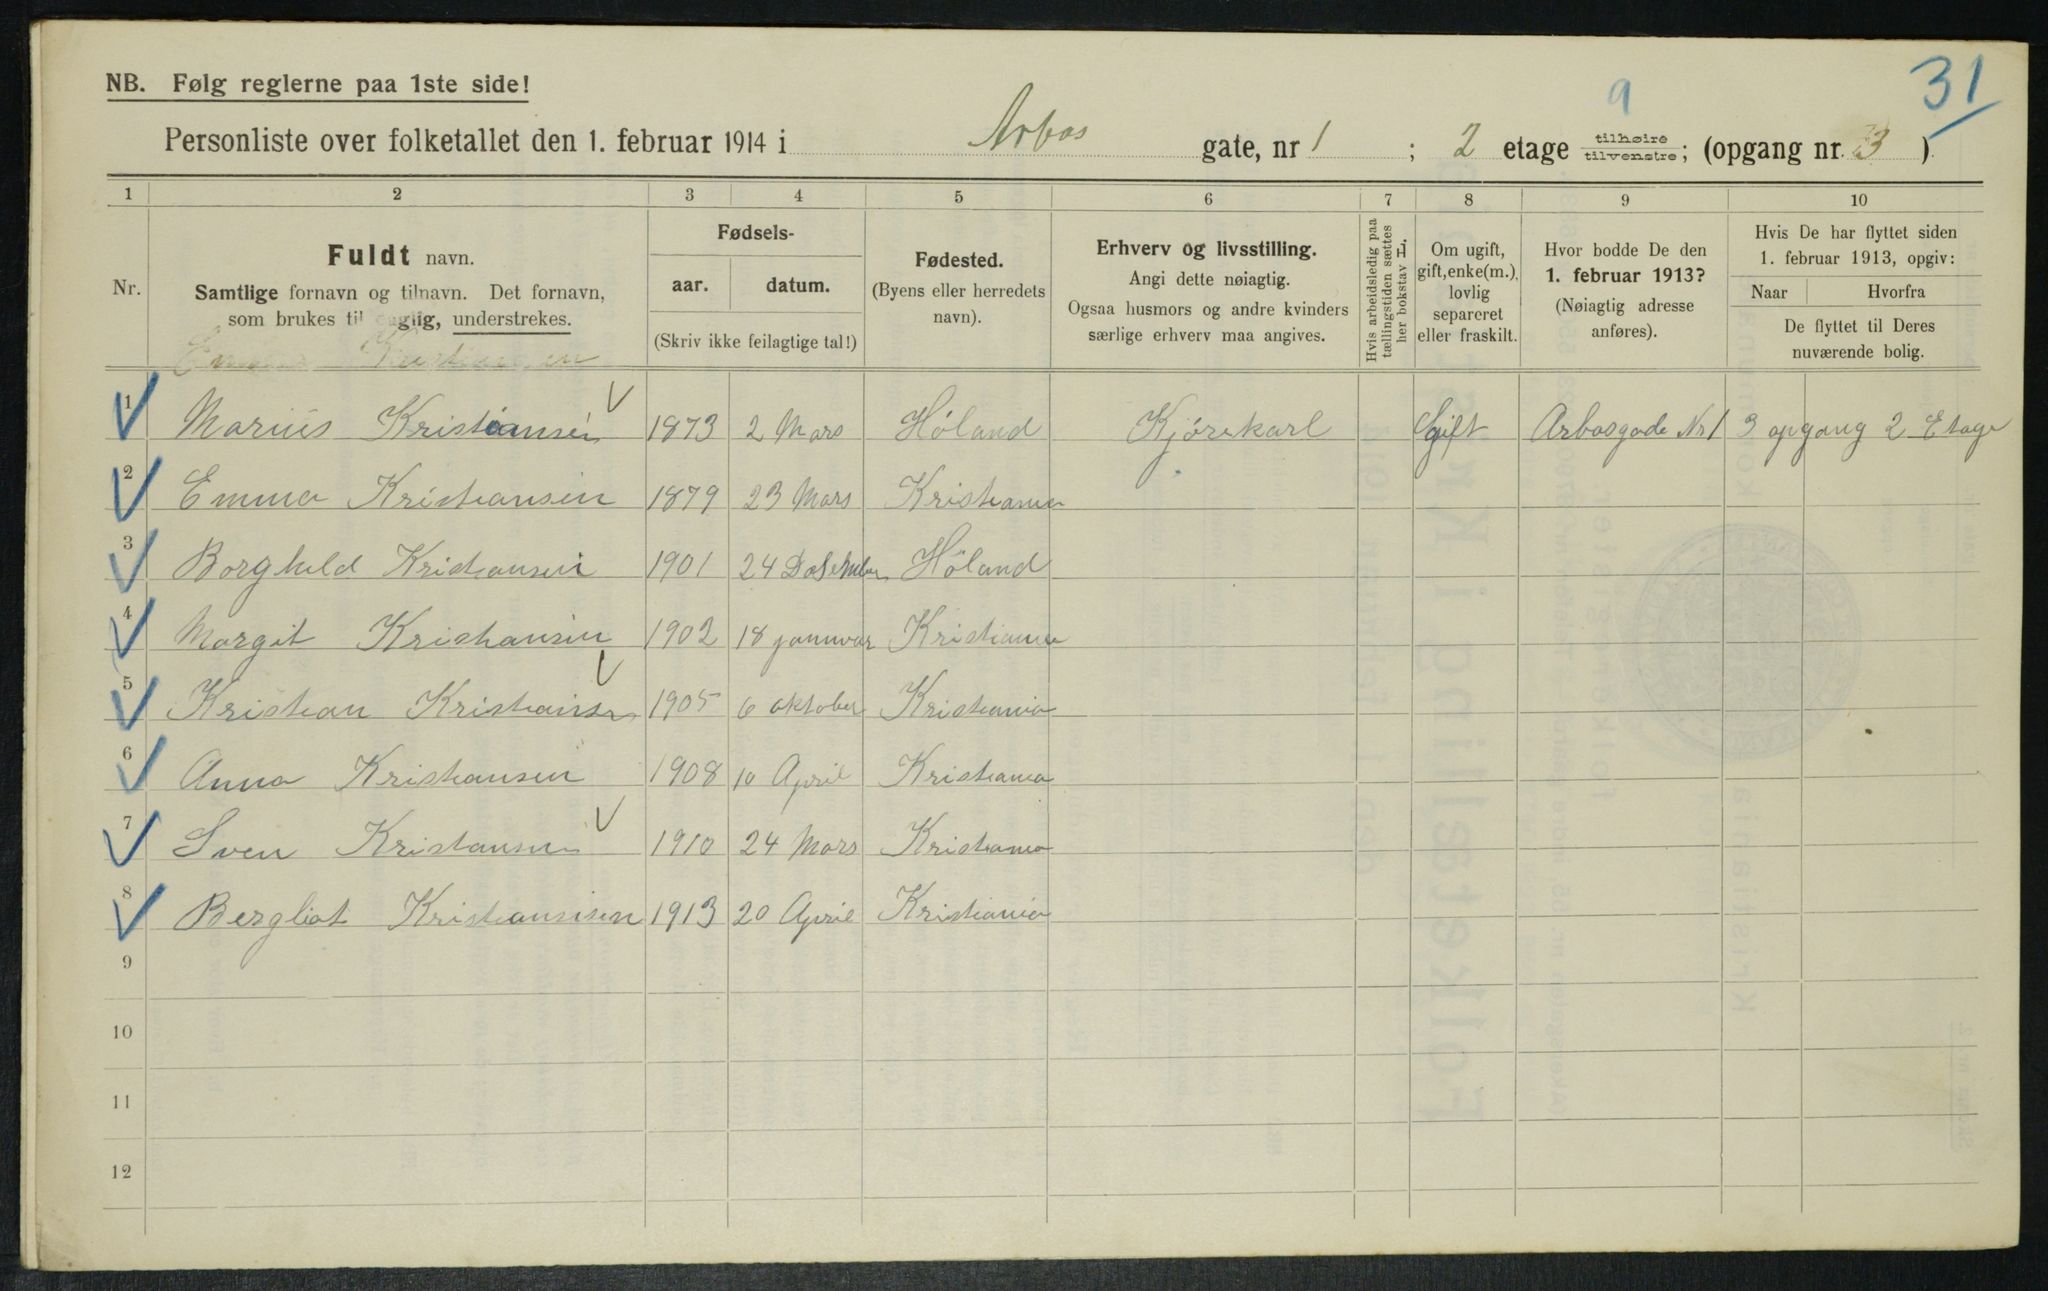 31
NB. Følg reglerne paa 1ste side!
Personliste over folketallet den 1. februar 1914 i Arbos gate, nr 1 ; 2 etage tilhøire/tilvenstre; (opgang nr. 3 )
1 2 3 4 5 6 7 8 9 10
Nr.
Fuldt navn.
Samtlige fornavn og tilnavn. Det fornavn,
som brukes til daglig, understrekes.
Fødsels-
aar. datum.
(Skriv ikke feilagtige tal!)
Fødested.
(Byens eller herredets
navn).
Erhverv og livsstilling.
Angi dette nøiagtig.
Ogsaa husmors og andre kvinders
særlige erhverv maa angives.
Hvis arbeidsledig paa
tællingstiden sættes
her bokstav L.
Om ugift,
gift, enke(m.),
lovlig
separeret
eller fraskilt.
Hvor bodde De den
1. februar 1913?
(Nøiagtig adresse
anføres).
Hvis De har flyttet siden
1. februar 1913, opgiv:
Naar Hvorfra
De flyttet til Deres
nuværende bolig.
1 Marius Kristiansen 1873 2 Mars Høland Kjørekarl Gift Arbosgade Nr 1 3 opgang 2 Etage
2 Emma Kristiansen 1879 23 Mars Kristiania
3 Borghild Kristiansen 1901 24 Høland
4 Margit Kristiansen 1902 18 januar Kristiania
5 Kristian Kristiansen 1905 6 oktober Kristiania
6 Anna Kristiansen 1908 10 April Kristiania
7 Sven Kristiansen 1910 24 Mars Kristiania
8 Bergliot Kristiansen 1913 20 April Kristiania
9
10
11
12